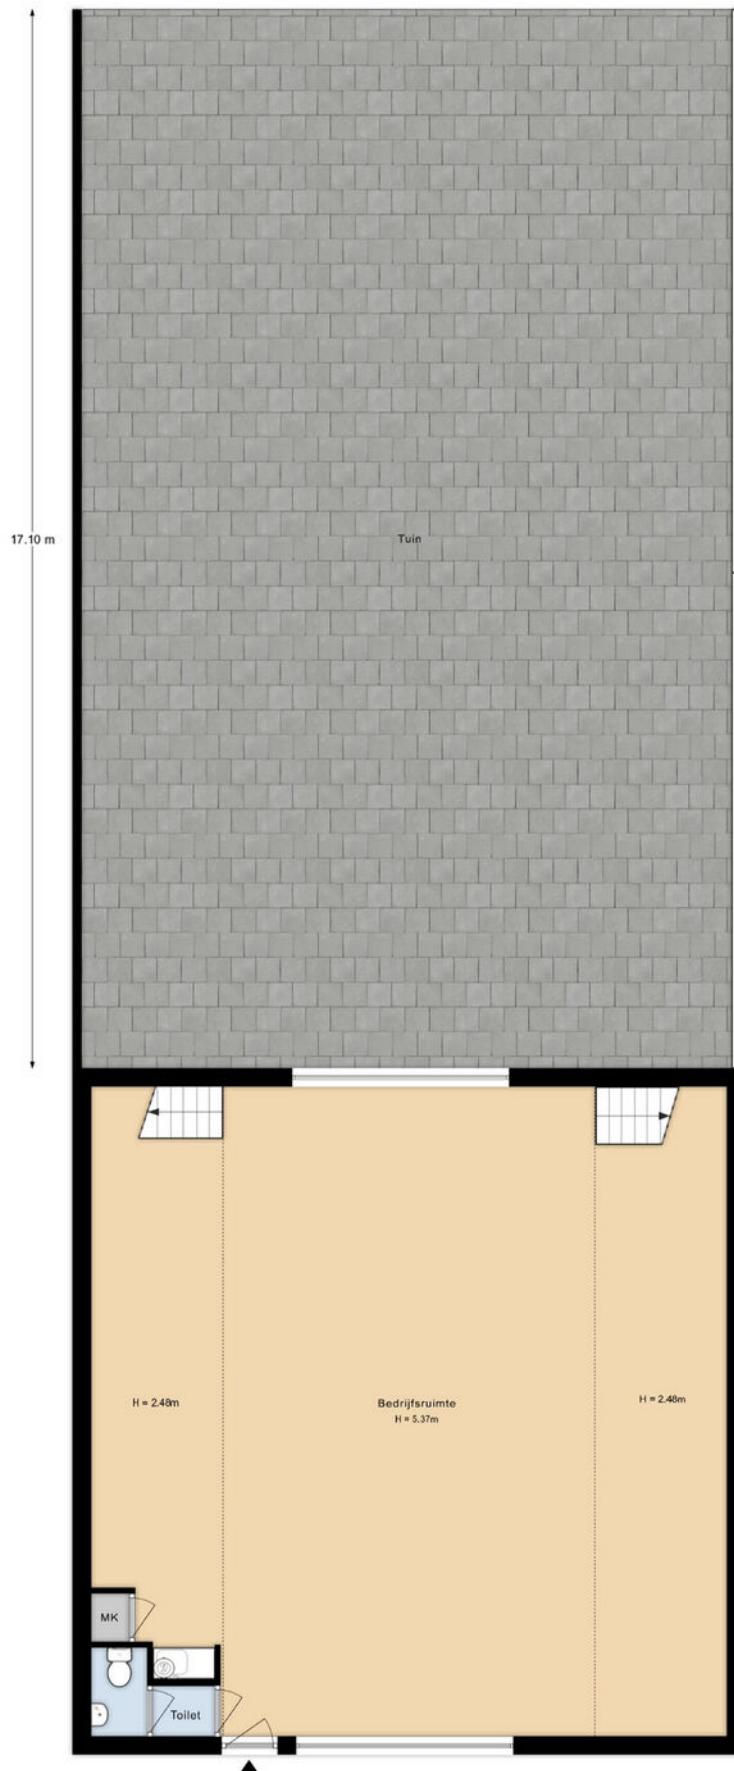 17.10 m
Tuin
H = 2.48m
Bedrijfsruimte
H = 5.37m
H = 2.48m
MK
Toilet